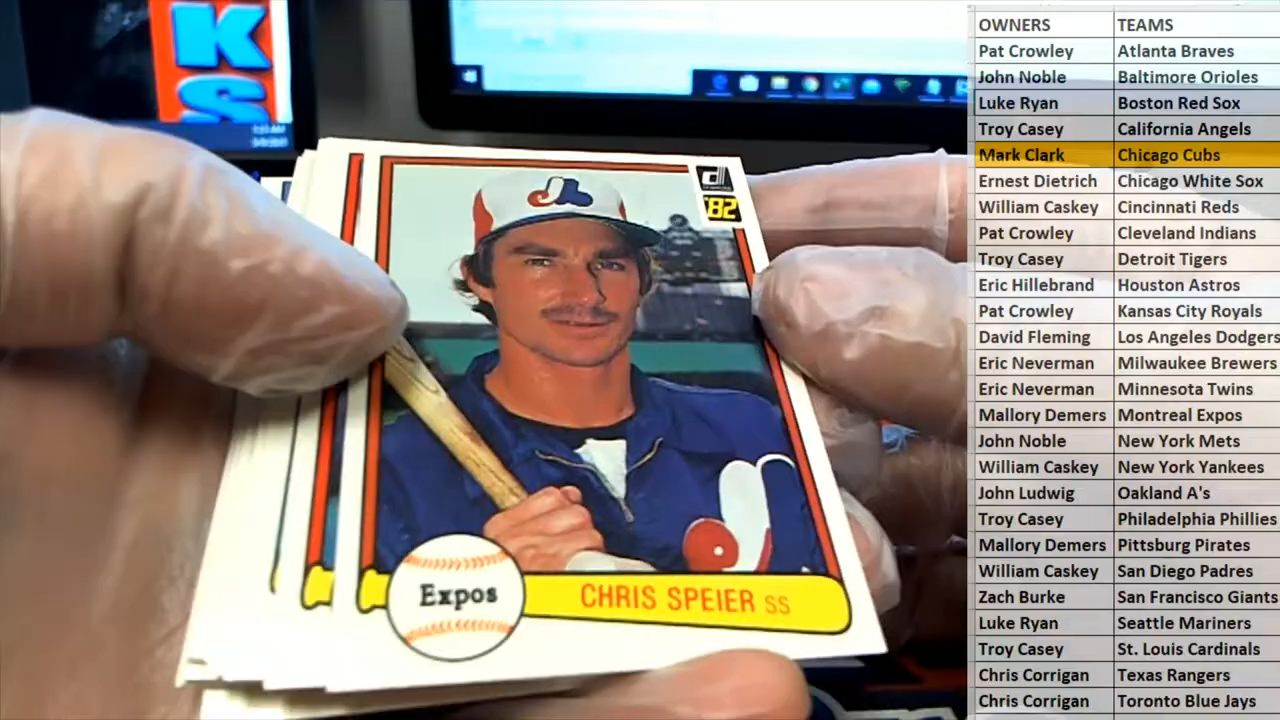 KS
'82
Expos
CHRIS SPEIER SS
OWNERS TEAMS
Pat Crowley Atlanta Braves
John Noble Baltimore Orioles
Luke Ryan Boston Red Sox
Troy Casey California Angels
Mark Clark Chicago Cubs
Ernest Dietrich Chicago White Sox
William Caskey Cincinnati Reds
Pat Crowley Cleveland Indians
Troy Casey Detroit Tigers
Eric Hillebrand Houston Astros
Pat Crowley Kansas City Royals
David Fleming Los Angeles Dodgers
Eric Neverman Milwaukee Brewers
Eric Neverman Minnesota Twins
Mallory Demers Montreal Expos
John Noble New York Mets
William Caskey New York Yankees
John Ludwig Oakland A's
Troy Casey Philadelphia Phillies
Mallory Demers Pittsburg Pirates
William Caskey San Diego Padres
Zach Burke San Francisco Giants
Luke Ryan Seattle Mariners
Troy Casey St. Louis Cardinals
Chris Corrigan Texas Rangers
Chris Corrigan Toronto Blue Jays